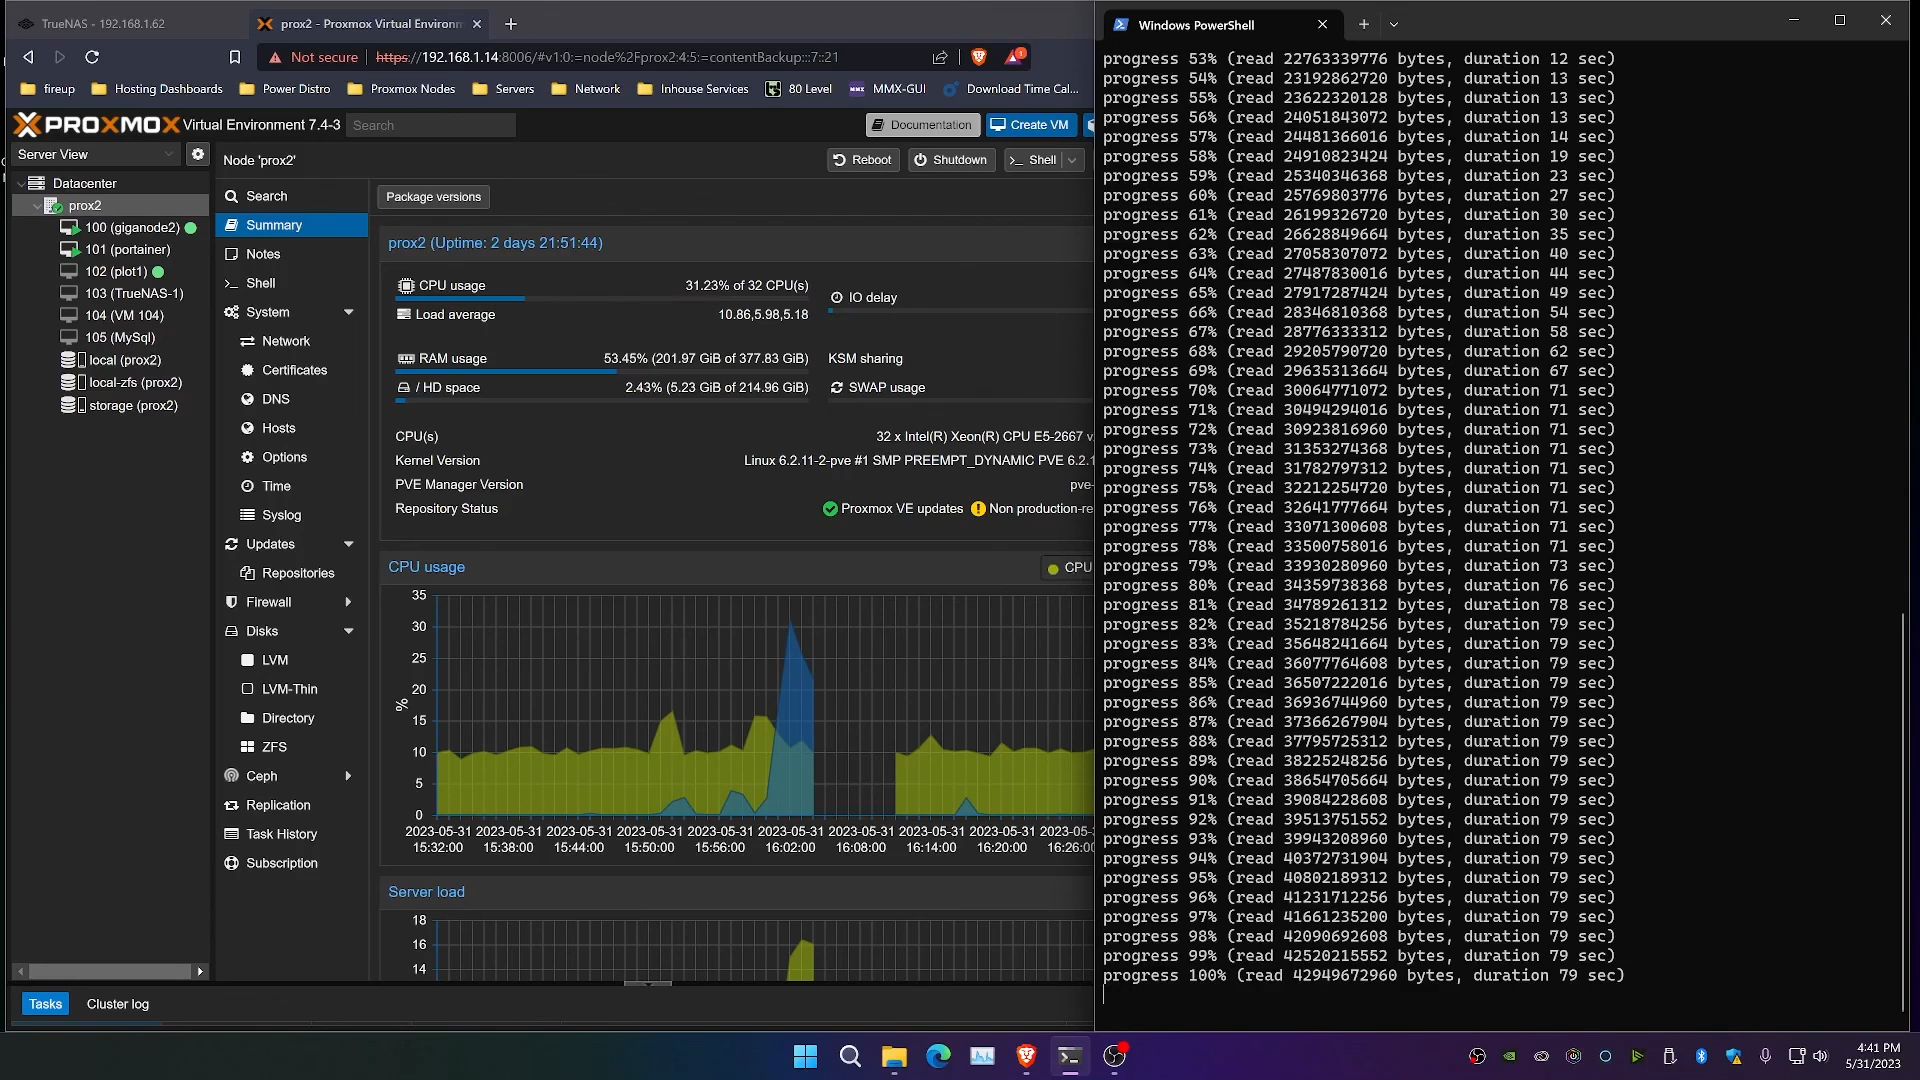 TrueNAS - 192.168.1.62
prox2 - Proxmox Virtual Environm
Not secure
https://192.168.1.14:8006/#v1:0:=node%2Fprox2:4:5:=contentBackup:::7::21
fireup
Hosting Dashboards
Power Distro
Proxmox Nodes
Servers
Network
Inhouse Services
80 Level
MMX-GUI
Download Time Cal...
PROXMOX Virtual Environment 7.4-3
Search
Documentation
Create VM
Server View
Node 'prox2'
Reboot
Shutdown
Shell
Datacenter
prox2
100 (giganode2)
101 (portainer)
102 (plot1)
103 (TrueNAS-1)
104 (VM 104)
105 (MySql)
local (prox2)
local-zfs (prox2)
storage (prox2)
Search
Summary
Notes
Shell
System
Network
Certificates
DNS
Hosts
Options
Time
Syslog
Updates
Repositories
Firewall
Disks
LVM
LVM-Thin
Directory
ZFS
Ceph
Replication
Task History
Subscription
Package versions
prox2 (Uptime: 2 days 21:51:44)
CPU usage 31.23% of 32 CPU(s)
IO delay
Load average 10.86,5.98,5.18
RAM usage 53.45% (201.97 GiB of 377.83 GiB)
KSM sharing
/ HD space 2.43% (5.23 GiB of 214.96 GiB)
SWAP usage
CPU(s) 32 x Intel(R) Xeon(R) CPU E5-2667 v
Kernel Version Linux 6.2.11-2-pve #1 SMP PREEMPT_DYNAMIC PVE 6.2.1
PVE Manager Version pve-
Repository Status Proxmox VE updates Non production-re
CPU usage
CPU
35
30
25
20
15
10
5
0
%
2023-05-31 2023-05-31 2023-05-31 2023-05-31 2023-05-31 2023-05-31 2023-05-31 2023-05-31 2023-05-31 2023-05-
15:32:00 15:38:00 15:44:00 15:50:00 15:56:00 16:02:00 16:08:00 16:14:00 16:20:00 16:26:00
Server load
18
16
14
Tasks
Cluster log
Windows PowerShell
progress 53% (read 22763339776 bytes, duration 12 sec)
progress 54% (read 23192862720 bytes, duration 13 sec)
progress 55% (read 23622320128 bytes, duration 13 sec)
progress 56% (read 24051843072 bytes, duration 13 sec)
progress 57% (read 24481366016 bytes, duration 14 sec)
progress 58% (read 24910823424 bytes, duration 19 sec)
progress 59% (read 25340346368 bytes, duration 23 sec)
progress 60% (read 25769803776 bytes, duration 27 sec)
progress 61% (read 26199326720 bytes, duration 30 sec)
progress 62% (read 26628849664 bytes, duration 35 sec)
progress 63% (read 27058307072 bytes, duration 40 sec)
progress 64% (read 27487830016 bytes, duration 44 sec)
progress 65% (read 27917287424 bytes, duration 49 sec)
progress 66% (read 28346810368 bytes, duration 54 sec)
progress 67% (read 28776333312 bytes, duration 58 sec)
progress 68% (read 29205790720 bytes, duration 62 sec)
progress 69% (read 29635313664 bytes, duration 67 sec)
progress 70% (read 30064771072 bytes, duration 71 sec)
progress 71% (read 30494294016 bytes, duration 71 sec)
progress 72% (read 30923816960 bytes, duration 71 sec)
progress 73% (read 31353274368 bytes, duration 71 sec)
progress 74% (read 31782797312 bytes, duration 71 sec)
progress 75% (read 32212254720 bytes, duration 71 sec)
progress 76% (read 32641777664 bytes, duration 71 sec)
progress 77% (read 33071300608 bytes, duration 71 sec)
progress 78% (read 33500758016 bytes, duration 71 sec)
progress 79% (read 33930280960 bytes, duration 73 sec)
progress 80% (read 34359738368 bytes, duration 76 sec)
progress 81% (read 34789261312 bytes, duration 78 sec)
progress 82% (read 35218784256 bytes, duration 79 sec)
progress 83% (read 35648241664 bytes, duration 79 sec)
progress 84% (read 36077764608 bytes, duration 79 sec)
progress 85% (read 36507222016 bytes, duration 79 sec)
progress 86% (read 36936744960 bytes, duration 79 sec)
progress 87% (read 37366267904 bytes, duration 79 sec)
progress 88% (read 37795725312 bytes, duration 79 sec)
progress 89% (read 38225248256 bytes, duration 79 sec)
progress 90% (read 38654705664 bytes, duration 79 sec)
progress 91% (read 39084228608 bytes, duration 79 sec)
progress 92% (read 39513751552 bytes, duration 79 sec)
progress 93% (read 39943208960 bytes, duration 79 sec)
progress 94% (read 40372731904 bytes, duration 79 sec)
progress 95% (read 40802189312 bytes, duration 79 sec)
progress 96% (read 41231712256 bytes, duration 79 sec)
progress 97% (read 41661235200 bytes, duration 79 sec)
progress 98% (read 42090692608 bytes, duration 79 sec)
progress 99% (read 42520215552 bytes, duration 79 sec)
progress 100% (read 42949672960 bytes, duration 79 sec)
4:41 PM
5/31/2023